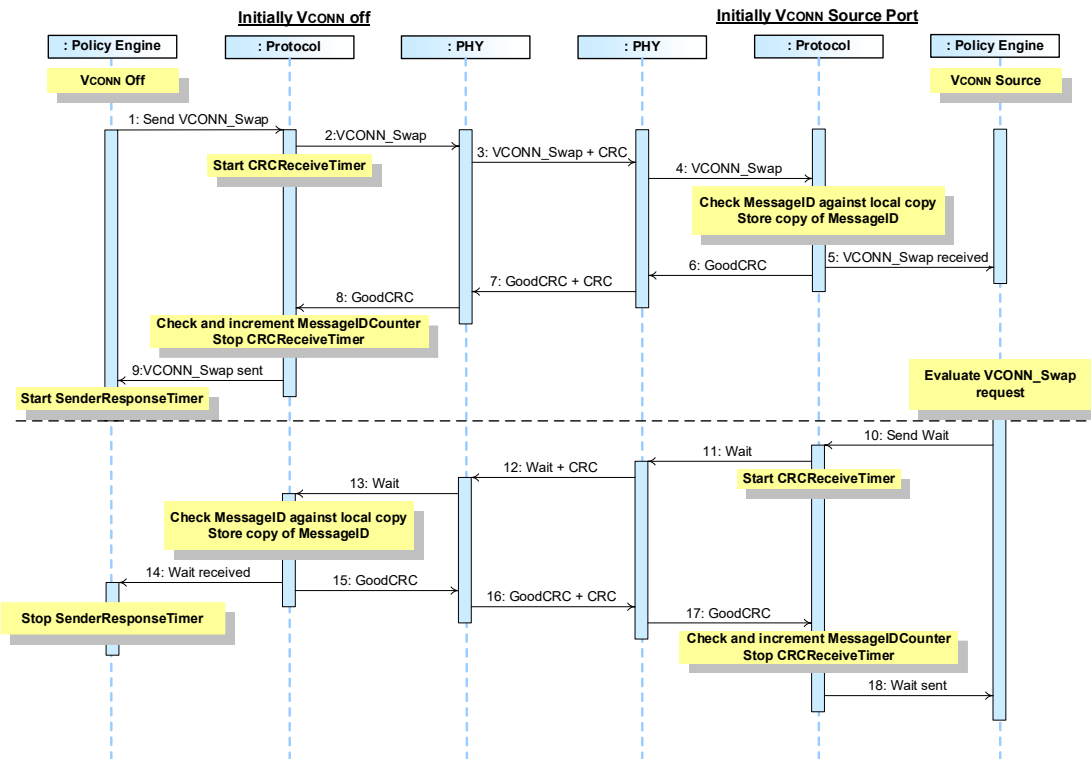 Initially VCONN off
Initially VCONN Source Port
: Policy Engine
: Protocol
: PHY
: PHY
: Protocol
: Policy Engine
VCONN Off
VCONN Source
1: Send VCONN_Swap
2:VCONN_Swap
Start CRCReceiveTimer
3: VCONN_Swap + CRC
4: VCONN_Swap
Check MessageID against local copy
Store copy of MessageID
5: VCONN_Swap received
6: GoodCRC
7: GoodCRC + CRC
8: GoodCRC
Check and increment MessageIDCounter
Stop CRCReceiveTimer
9:VCONN_Swap sent
Start SenderResponseTimer
Evaluate VCONN_Swap
request
10: Send Wait
11: Wait
Start CRCReceiveTimer
12: Wait + CRC
13: Wait
Check MessageID against local copy
Store copy of MessageID
14: Wait received
15: GoodCRC
Stop SenderResponseTimer
16: GoodCRC + CRC
17: GoodCRC
Check and increment MessageIDCounter
Stop CRCReceiveTimer
18: Wait sent